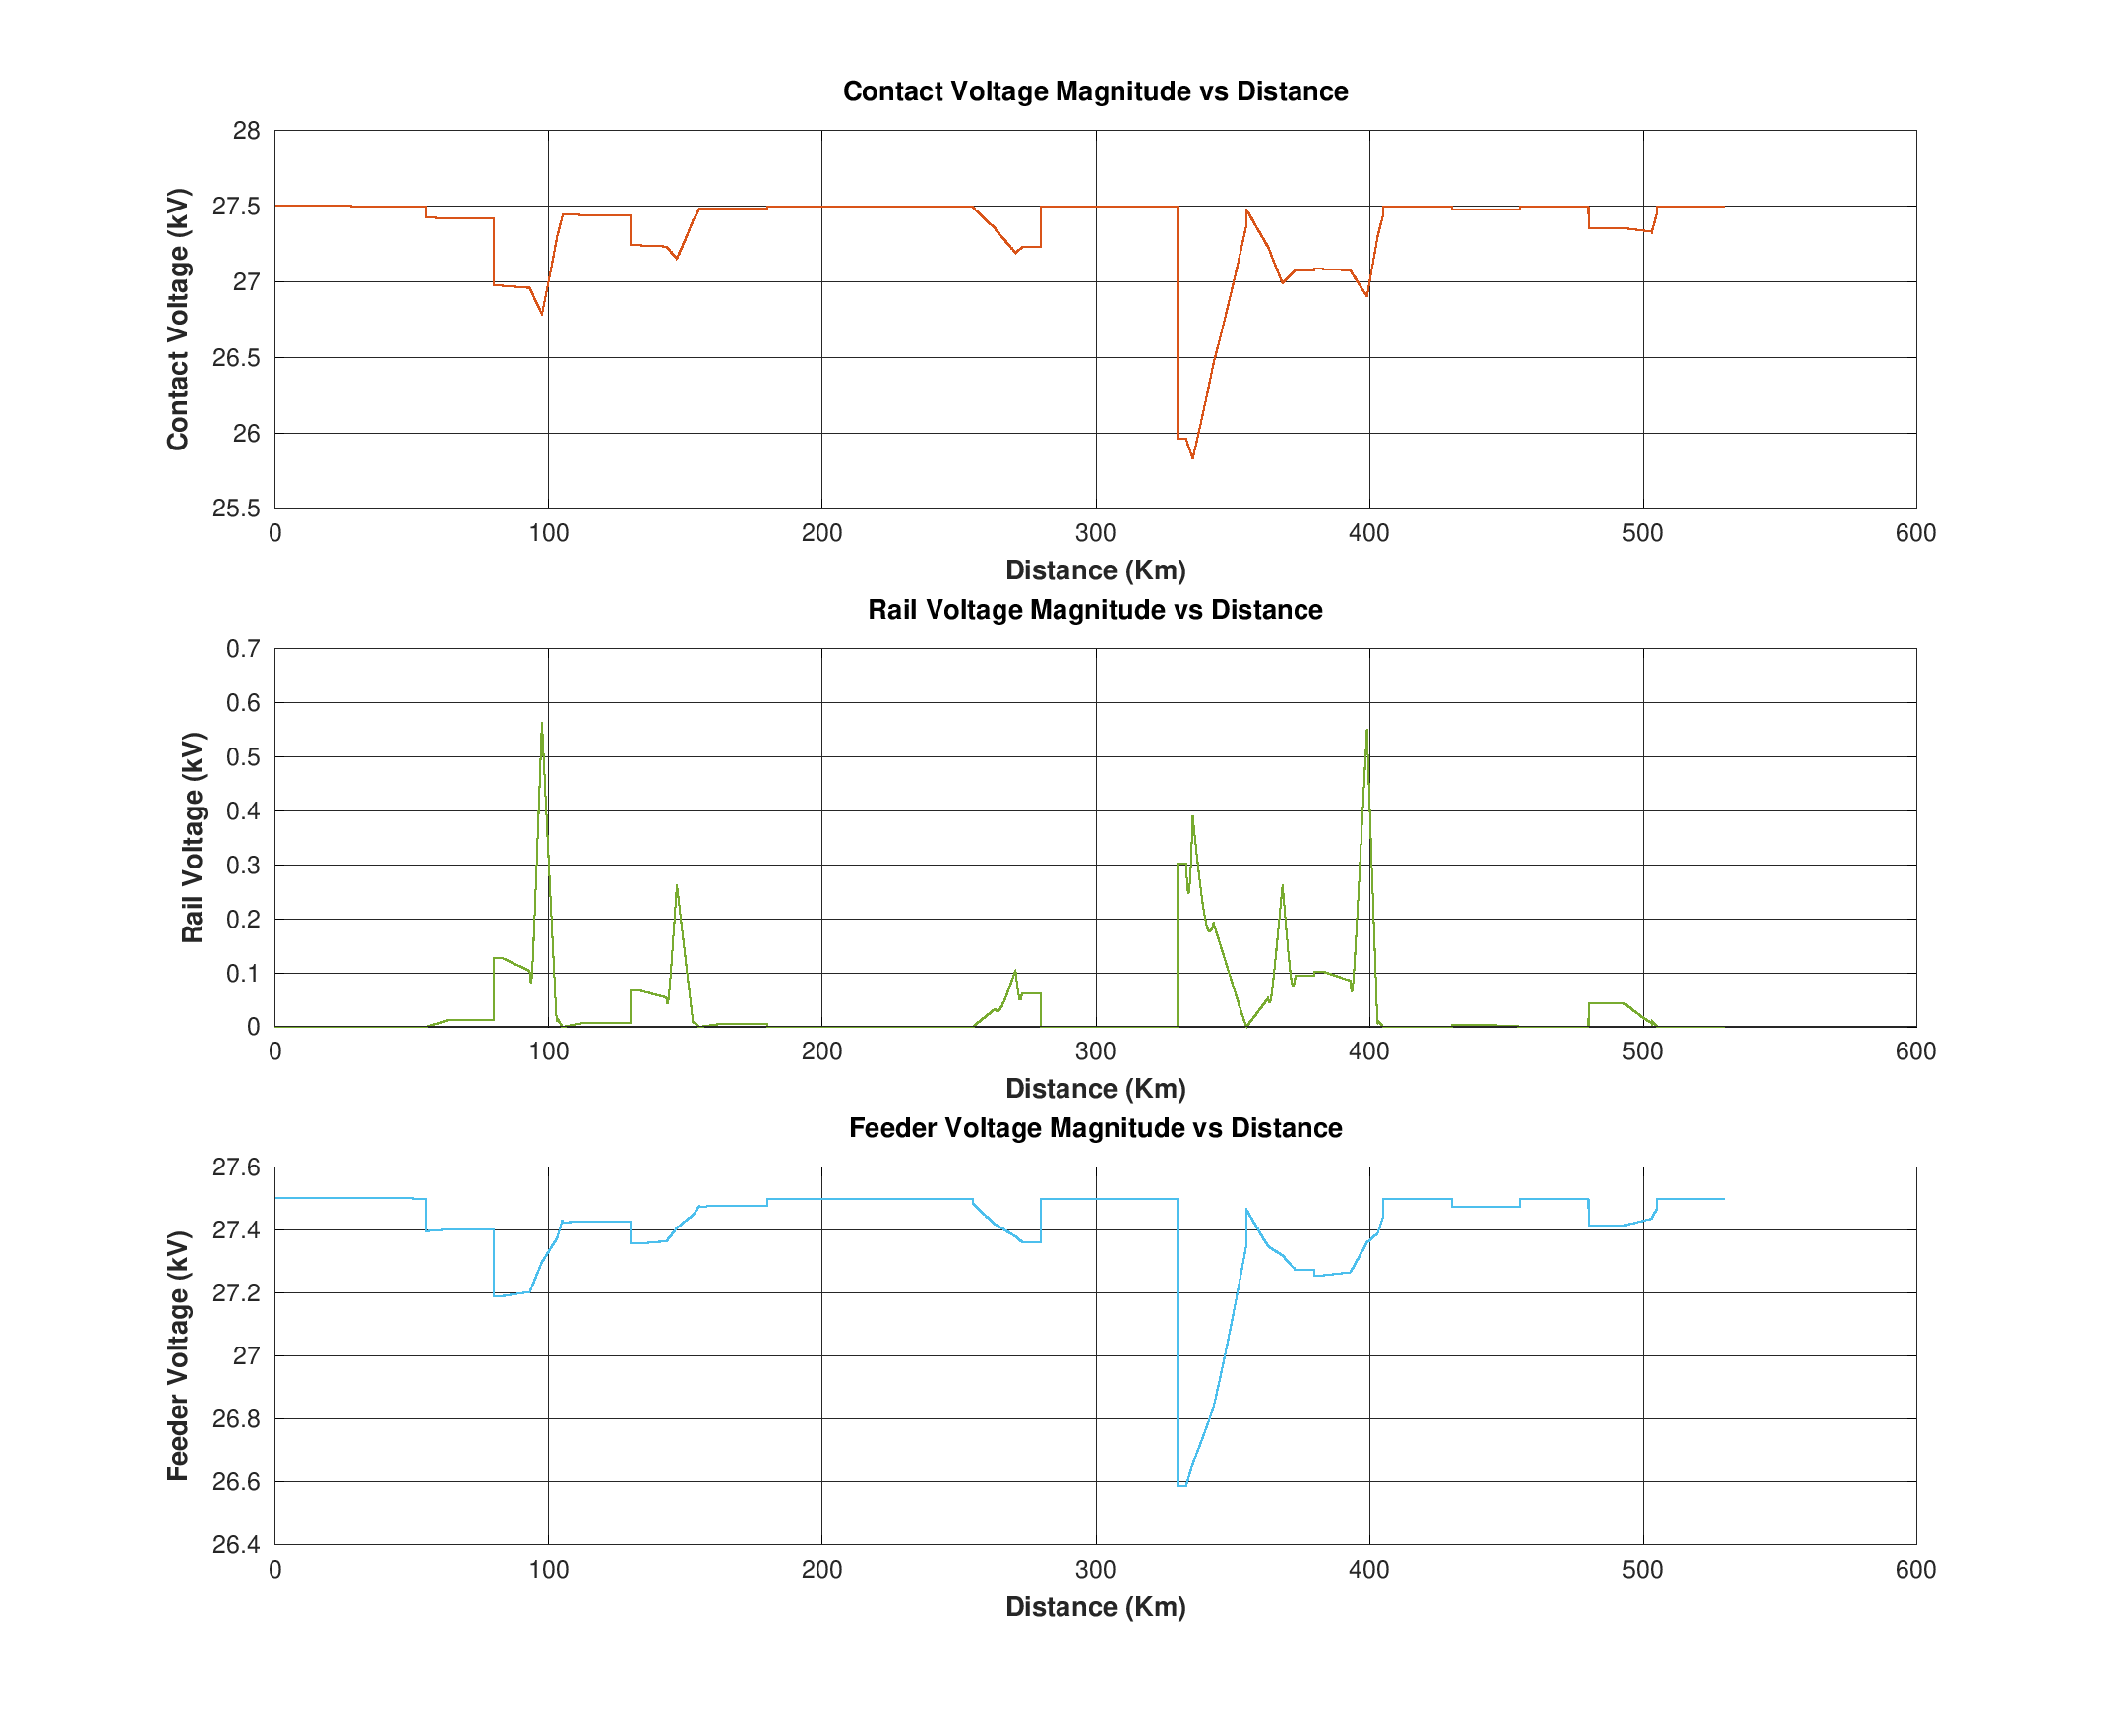 Contact Voltage Magnitude vs Distance
28
27.5
27
26.5
26
25.5
Contact Voltage (kV)
0 100 200 300 400 500 600
Distance (Km)
Rail Voltage Magnitude vs Distance
0.7
0.6
0.5
0.4
0.3
0.2
0.1
0
Rail Voltage (kV)
0 100 200 300 400 500 600
Distance (Km)
Feeder Voltage Magnitude vs Distance
27.6
27.4
27.2
27
26.8
26.6
26.4
Feeder Voltage (kV)
0 100 200 300 400 500 600
Distance (Km)